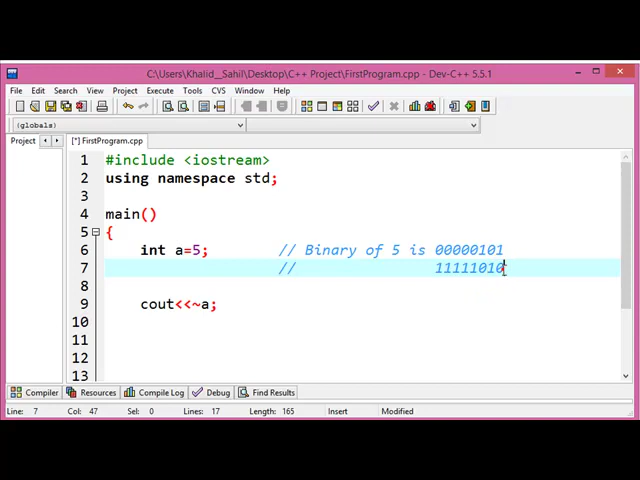 C:\Users\Khalid__Sahil\Desktop\C++ Project\FirstProgram.cpp - Dev-C++ 5.5.1
File Edit Search View Project Execute Tools CVS Window Help
(globals)
Project [*] FirstProgram.cpp
1 #include <iostream>
2 using namespace std;
3
4 main()
5 {
6 int a=5; // Binary of 5 is 00000101
7 // 11111010
8
9 cout<<~a;
10
11
12
13
Compiler Resources Compile Log Debug Find Results
Line: 7 Col: 47 Sel: 0 Lines: 17 Length: 165 Insert Modified